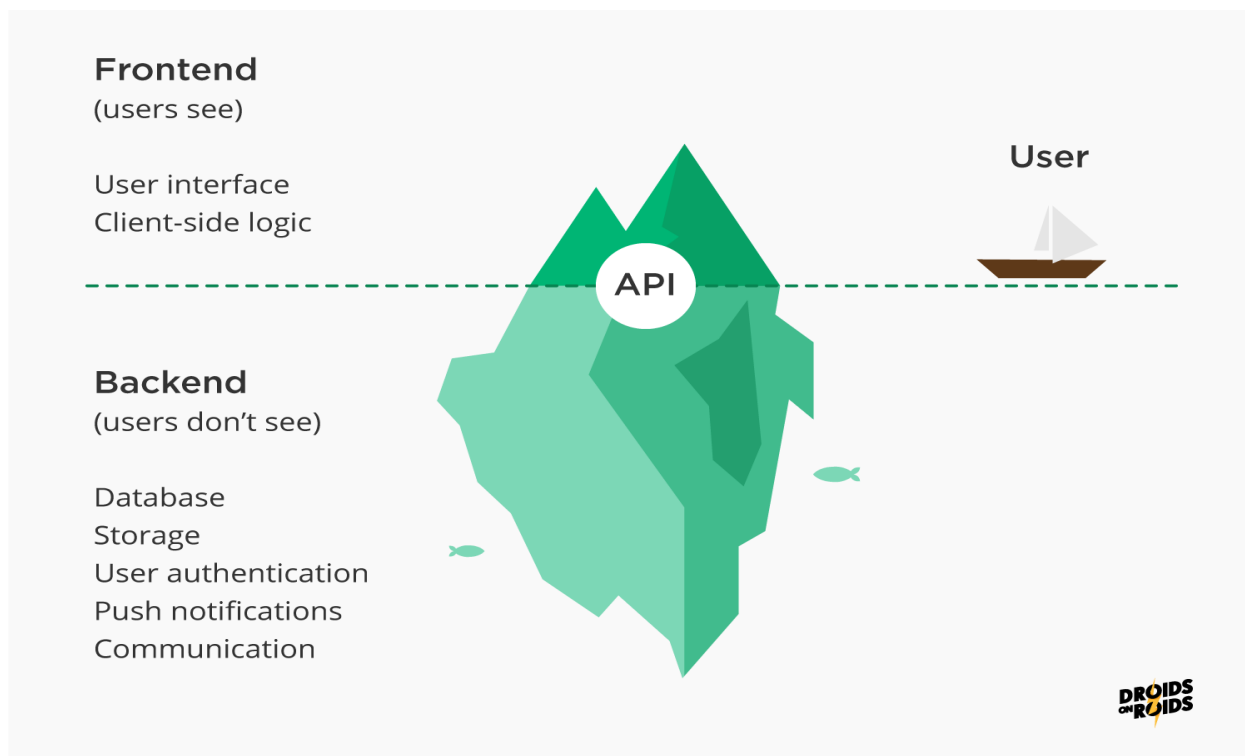 Frontend
(users see)
User interface
Client-side logic
User
API
Backend
(users don’t see)
Database
Storage
User authentication
Push notifications
Communication
DROIDS
ON ROIDS